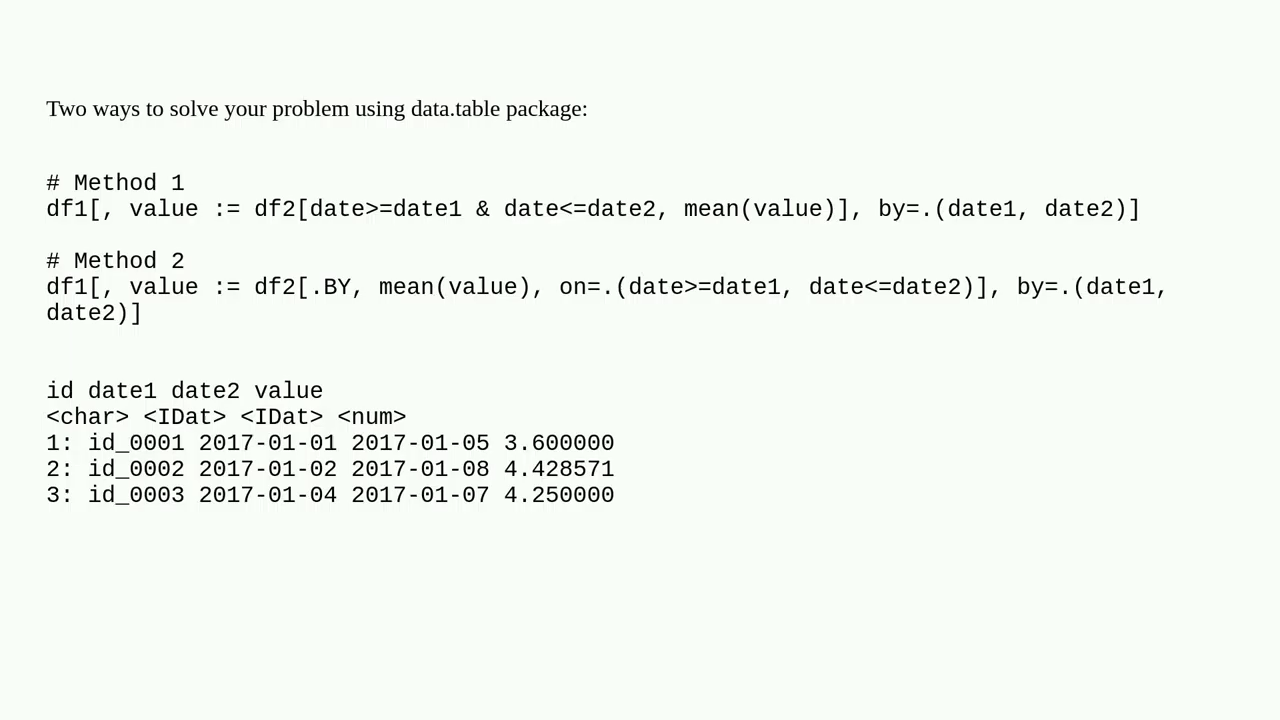 Two ways to solve your problem using data.table package:
# Method 1
df1[, value := df2[date>=date1 & date<=date2, mean(value)], by=.(date1, date2)]
# Method 2
df1[, value := df2[.BY, mean(value), on=.(date>=date1, date<=date2)], by=.(date1,
date2)]
id date1 date2 value
<char> <IDat> <IDat> <num>
1: id_0001 2017-01-01 2017-01-05 3.600000
2: id_0002 2017-01-02 2017-01-08 4.428571
3: id_0003 2017-01-04 2017-01-07 4.250000